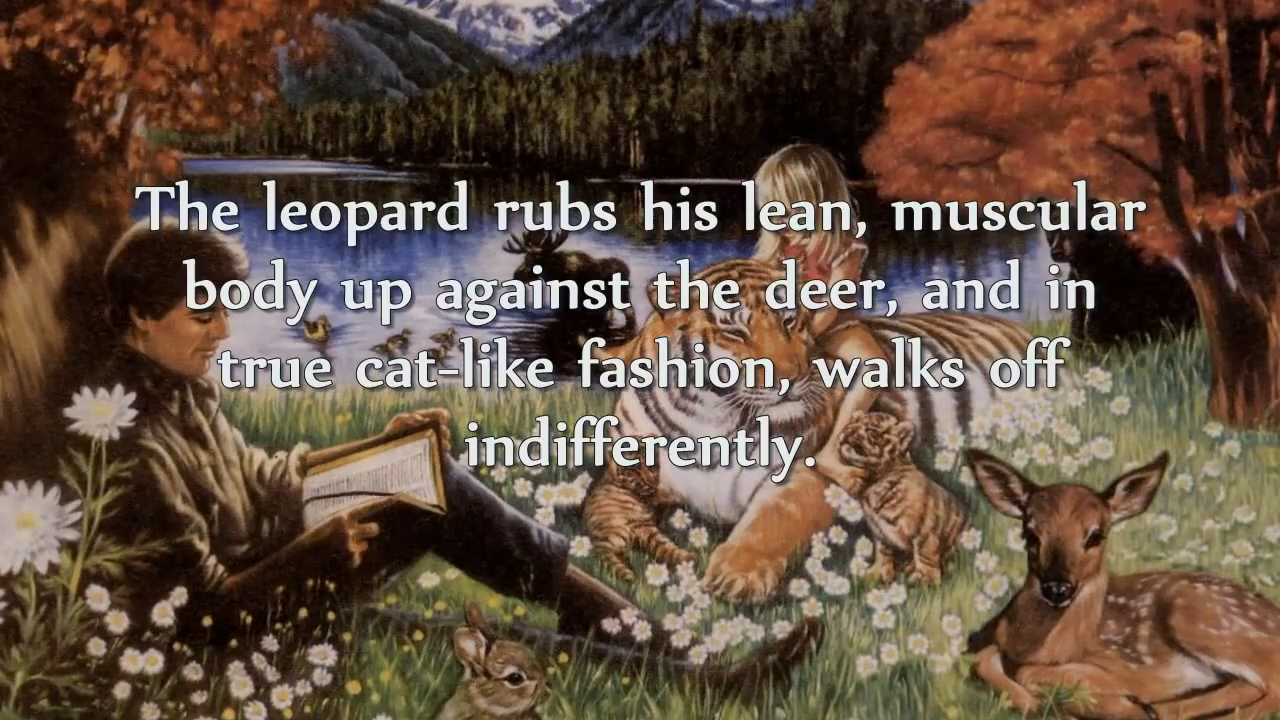 The leopard rubs his lean, muscular
body up against the deer, and in
true cat-like fashion, walks off
indifferently.